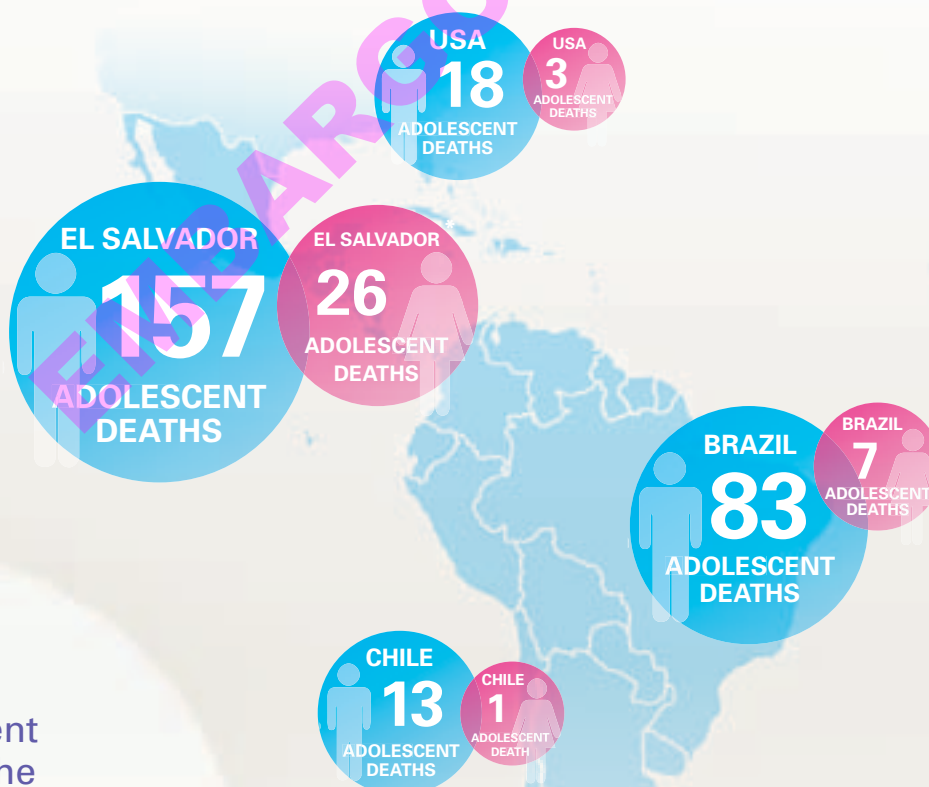 USA
18
ADOLESCENT
DEATHS
USA
3
ADOLESCENT
DEATHS
EL SALVADOR
157
ADOLESCENT
DEATHS
EL SALVADOR
26
ADOLESCENT
DEATHS
BRAZIL
83
ADOLESCENT
DEATHS
BRAZIL
7
ADOLESCENT
DEATHS
CHILE
13
ADOLESCENT
DEATHS
CHILE
1
ADOLESCENT
DEATH
EMBARGO